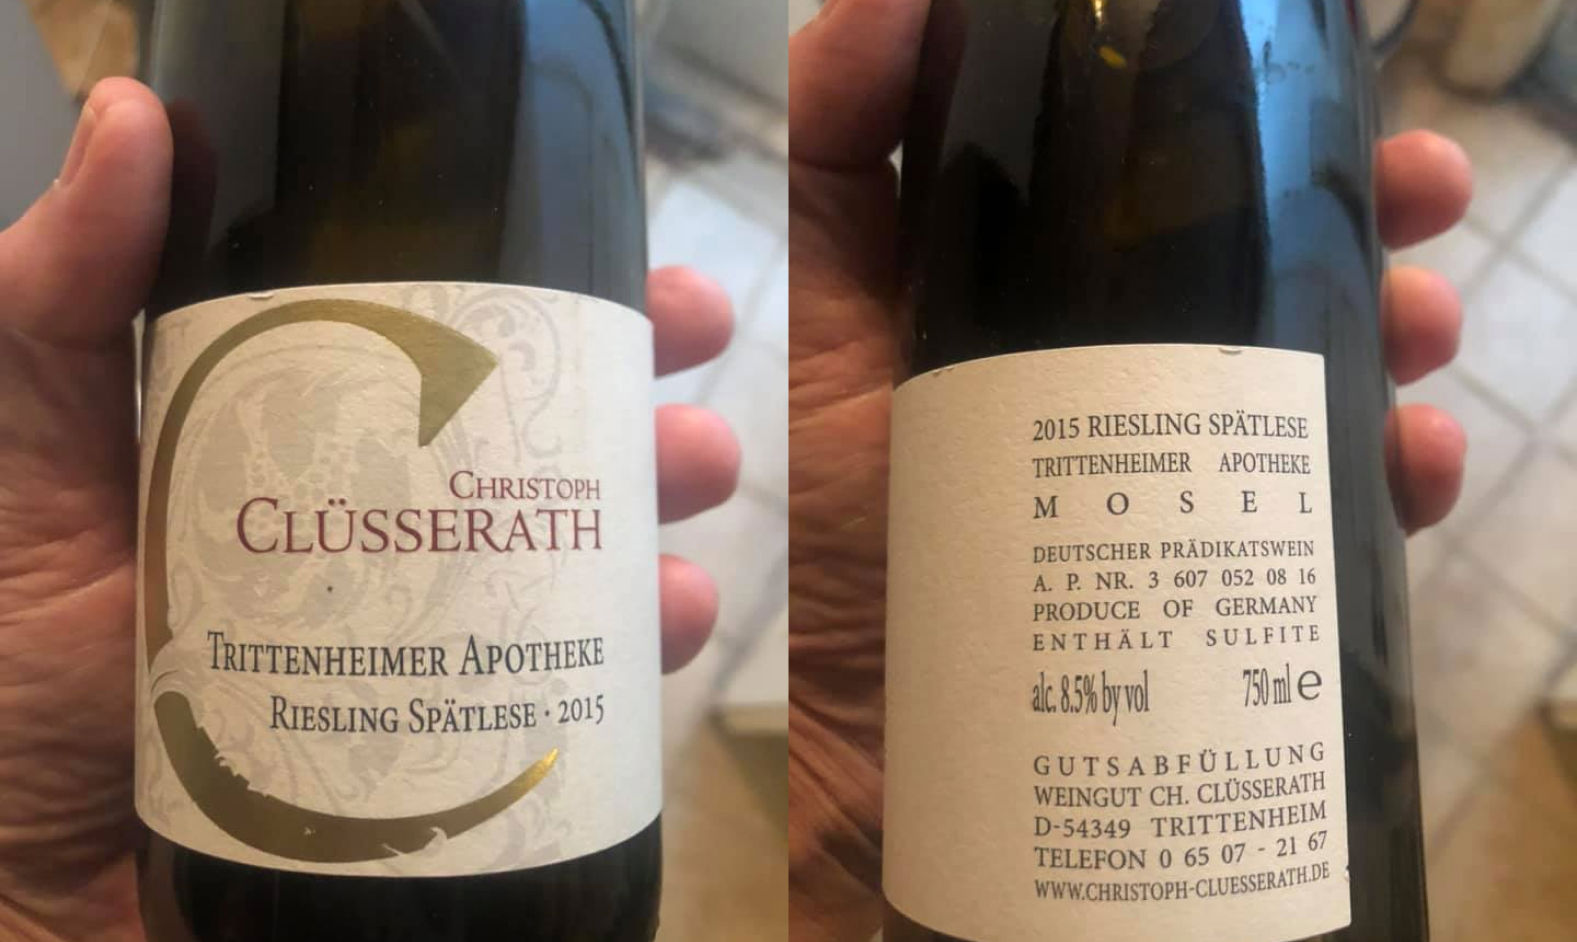 CHRISTOPH
CLÜSSERATH
TRITTENHEIMER APOTHEKE
RIESLING SPÄTLESE · 2015
2015 RIESLING SPÄTLESE
TRITTENHEIMER APOTHEKE
MOSEL
DEUTSCHER PRÄDIKATSWEIN
A. P. NR. 3 607 052 08 16
PRODUCE OF GERMANY
ENTHÄLT SULFITE
alc. 8.5% by vol 750 ml e
GUTSABFÜLLUNG
WEINGUT CH. CLÜSSERATH
D-54349 TRITTENHEIM
TELEFON 0 65 07 - 21 67
WWW.CHRISTOPH-CLUESSERATH.DE